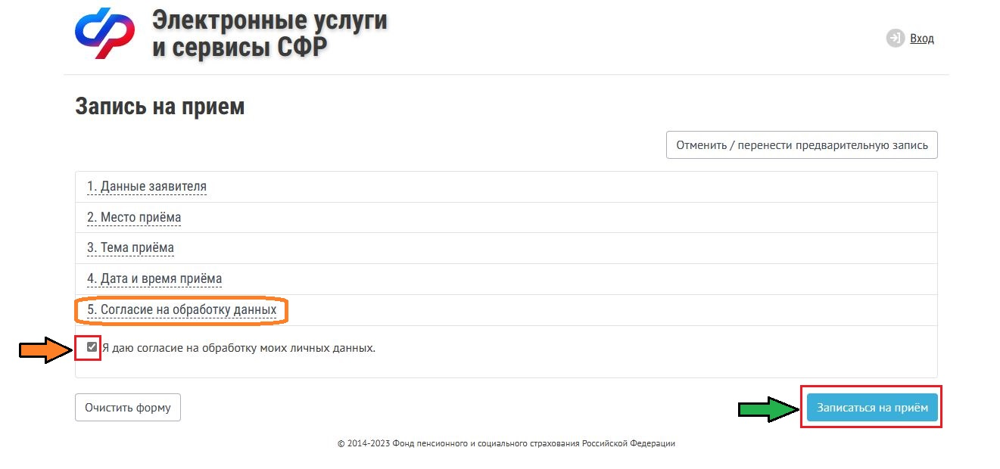 Электронные услуги
и сервисы СФР
Вход
Запись на прием
Отменить / перенести предварительную запись
1. Данные заявителя
2. Место приёма
3. Тема приёма
4. Дата и время приёма
5. Согласие на обработку данных
Я даю согласие на обработку моих личных данных.
Очистить форму
Записаться на приём
© 2014-2023 Фонд пенсионного и социального страхования Российской Федерации